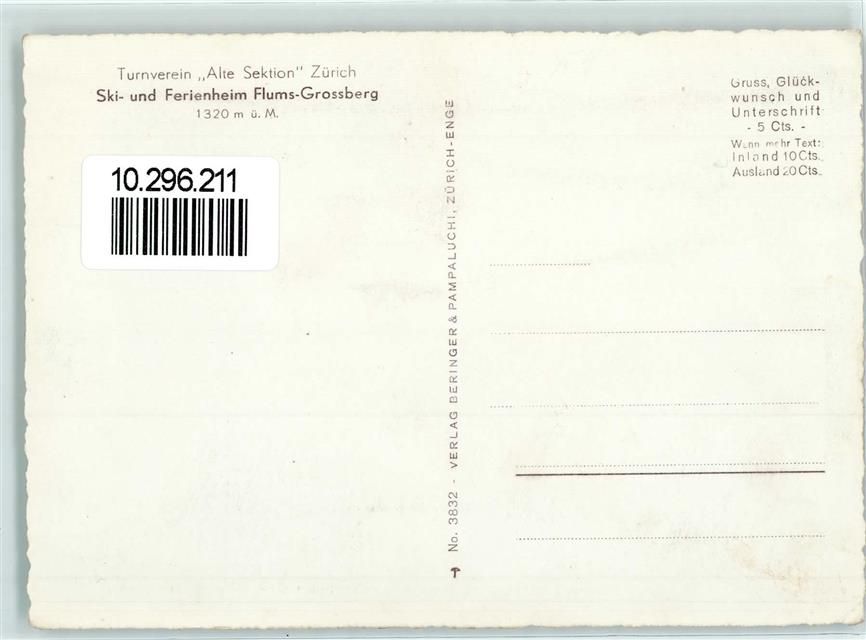 Turnverein „Alte Sektion" Zürich
Ski- und Ferienheim Flums-Grossberg
1320 m ü. M.
10.296.211
No. 3832 - VERLAG BERINGER & PAMPALUCHI, ZÜRICH-ENGE
Gruss, Glück-
wunsch und
Unterschrift
- 5 Cts. -
Wenn mehr Text:
Inland 10 Cts.
Ausland 20 Cts.